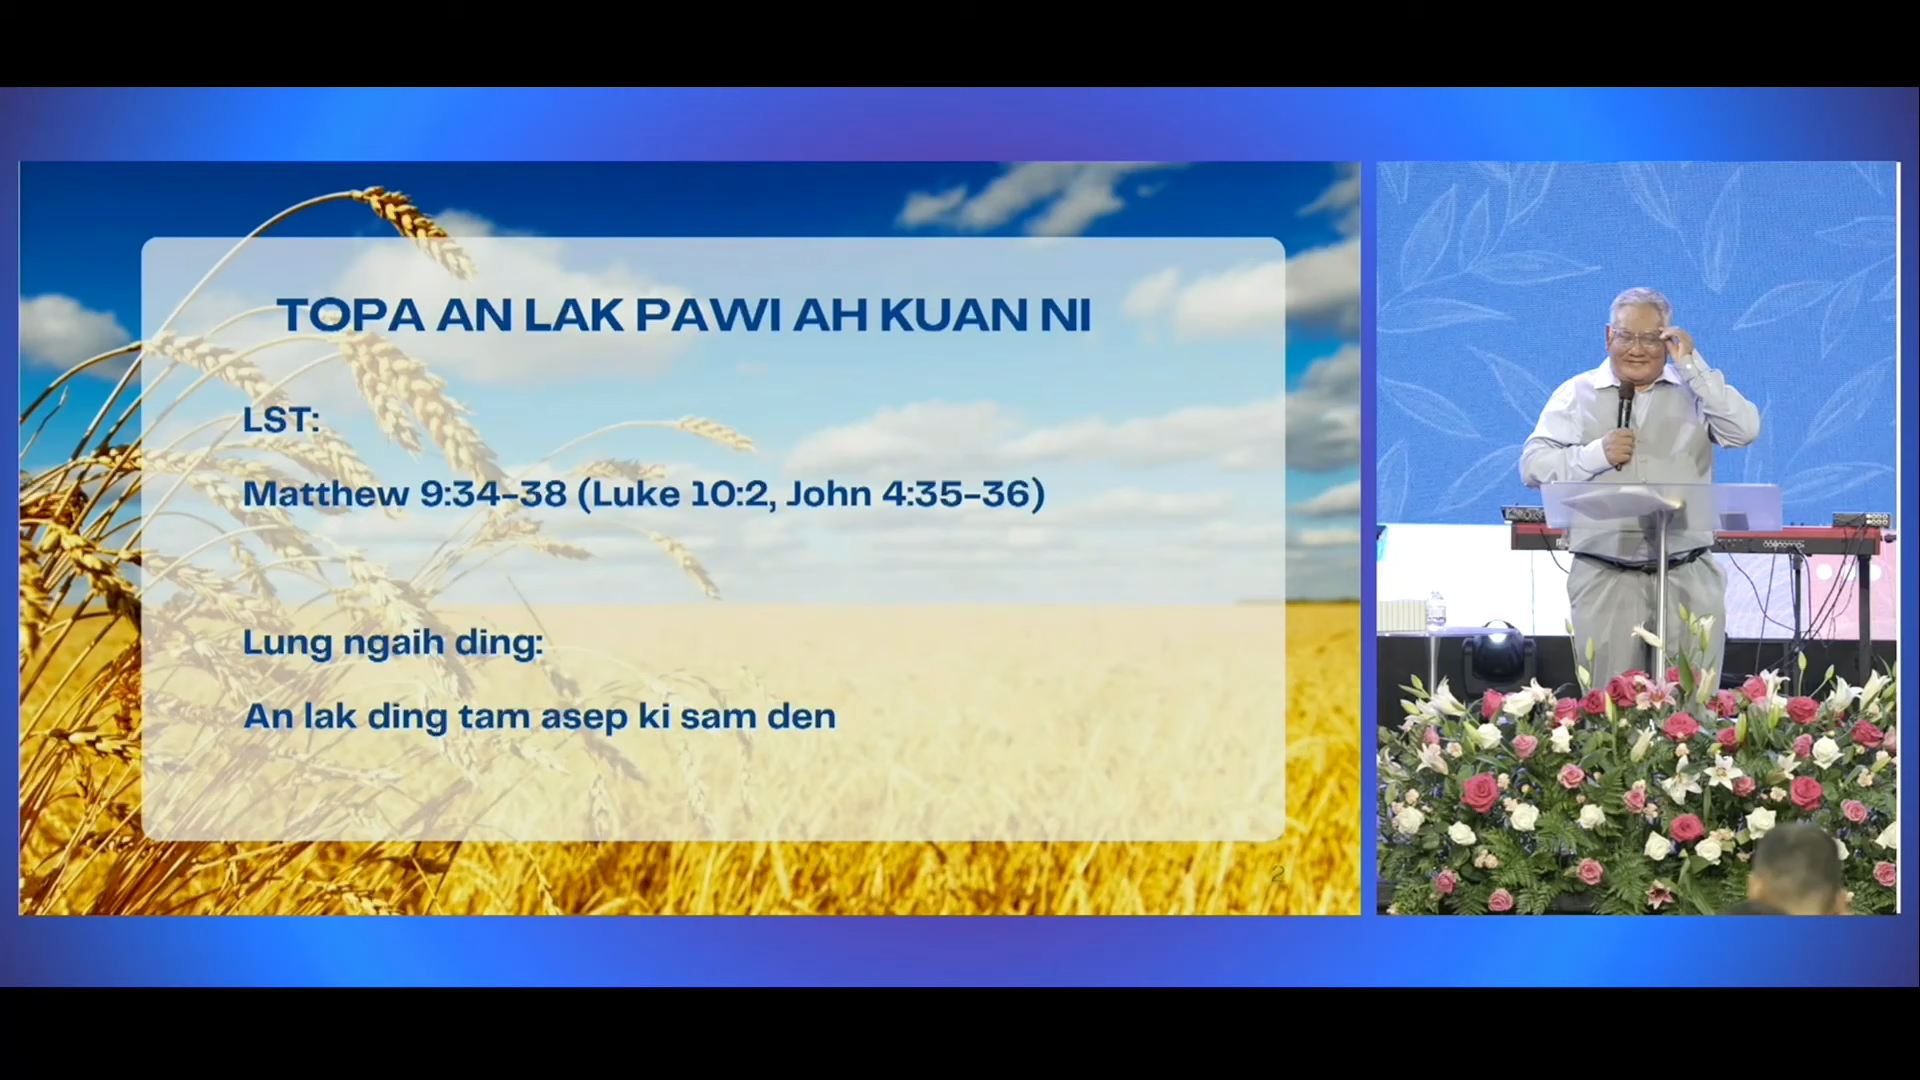 TOPA AN LAK PAWI AH KUAN NI
LST:
Matthew 9:34-38 (Luke 10:2, John 4:35-36)
Lung ngaih ding:
An lak ding tam asep ki sam den
2